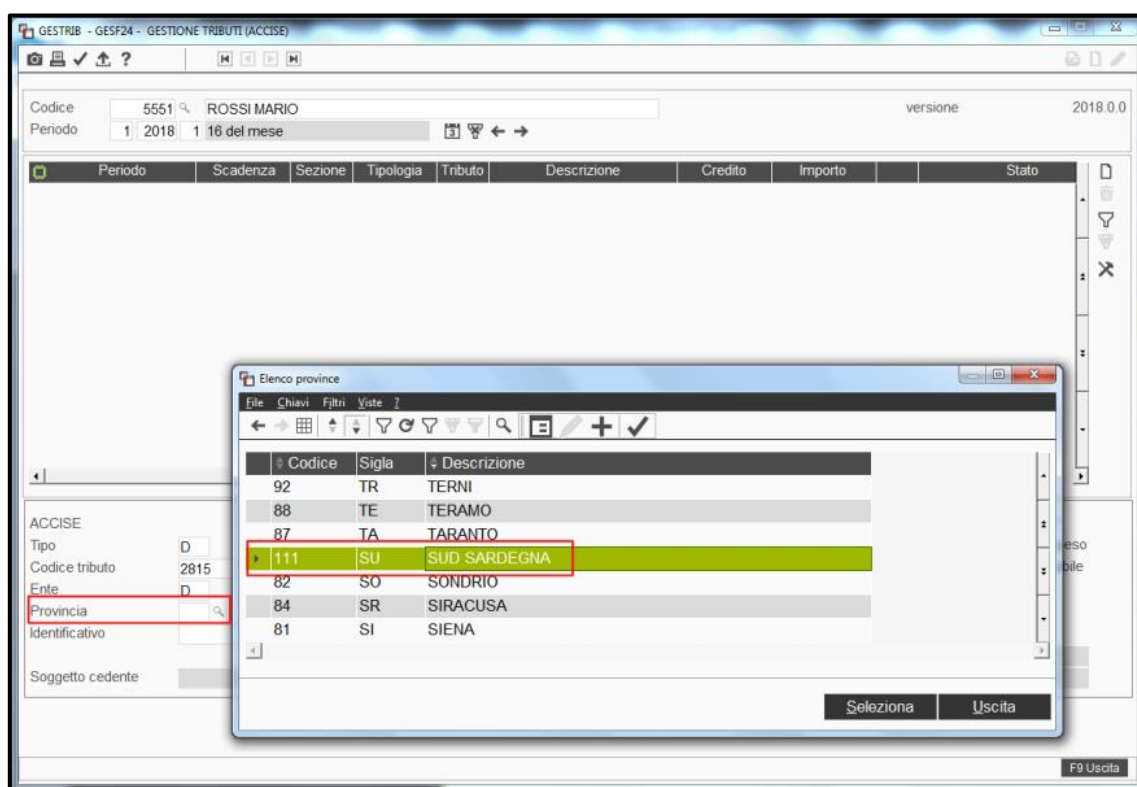 GESTRIB - GESF24 - GESTIONE TRIBUTI (ACCISE)
?
Codice 5551 ROSSI MARIO versione 2018.0.0
Periodo 1 2018 1 16 del mese
Periodo Scadenza Sezione Tipologia Tributo Descrizione Credito Importo Stato
Elenco province
File Chiavi Filtri Viste ?
Codice Sigla Descrizione
92 TR TERNI
88 TE TERAMO
87 TA TARANTO
111 SU SUD SARDEGNA
82 SO SONDRIO
84 SR SIRACUSA
81 SI SIENA
Seleziona Uscita
ACCISE
Tipo D eso
Codice tributo 2815 bile
Ente D
Provincia
Identificativo
Soggetto cedente
F9 Uscita